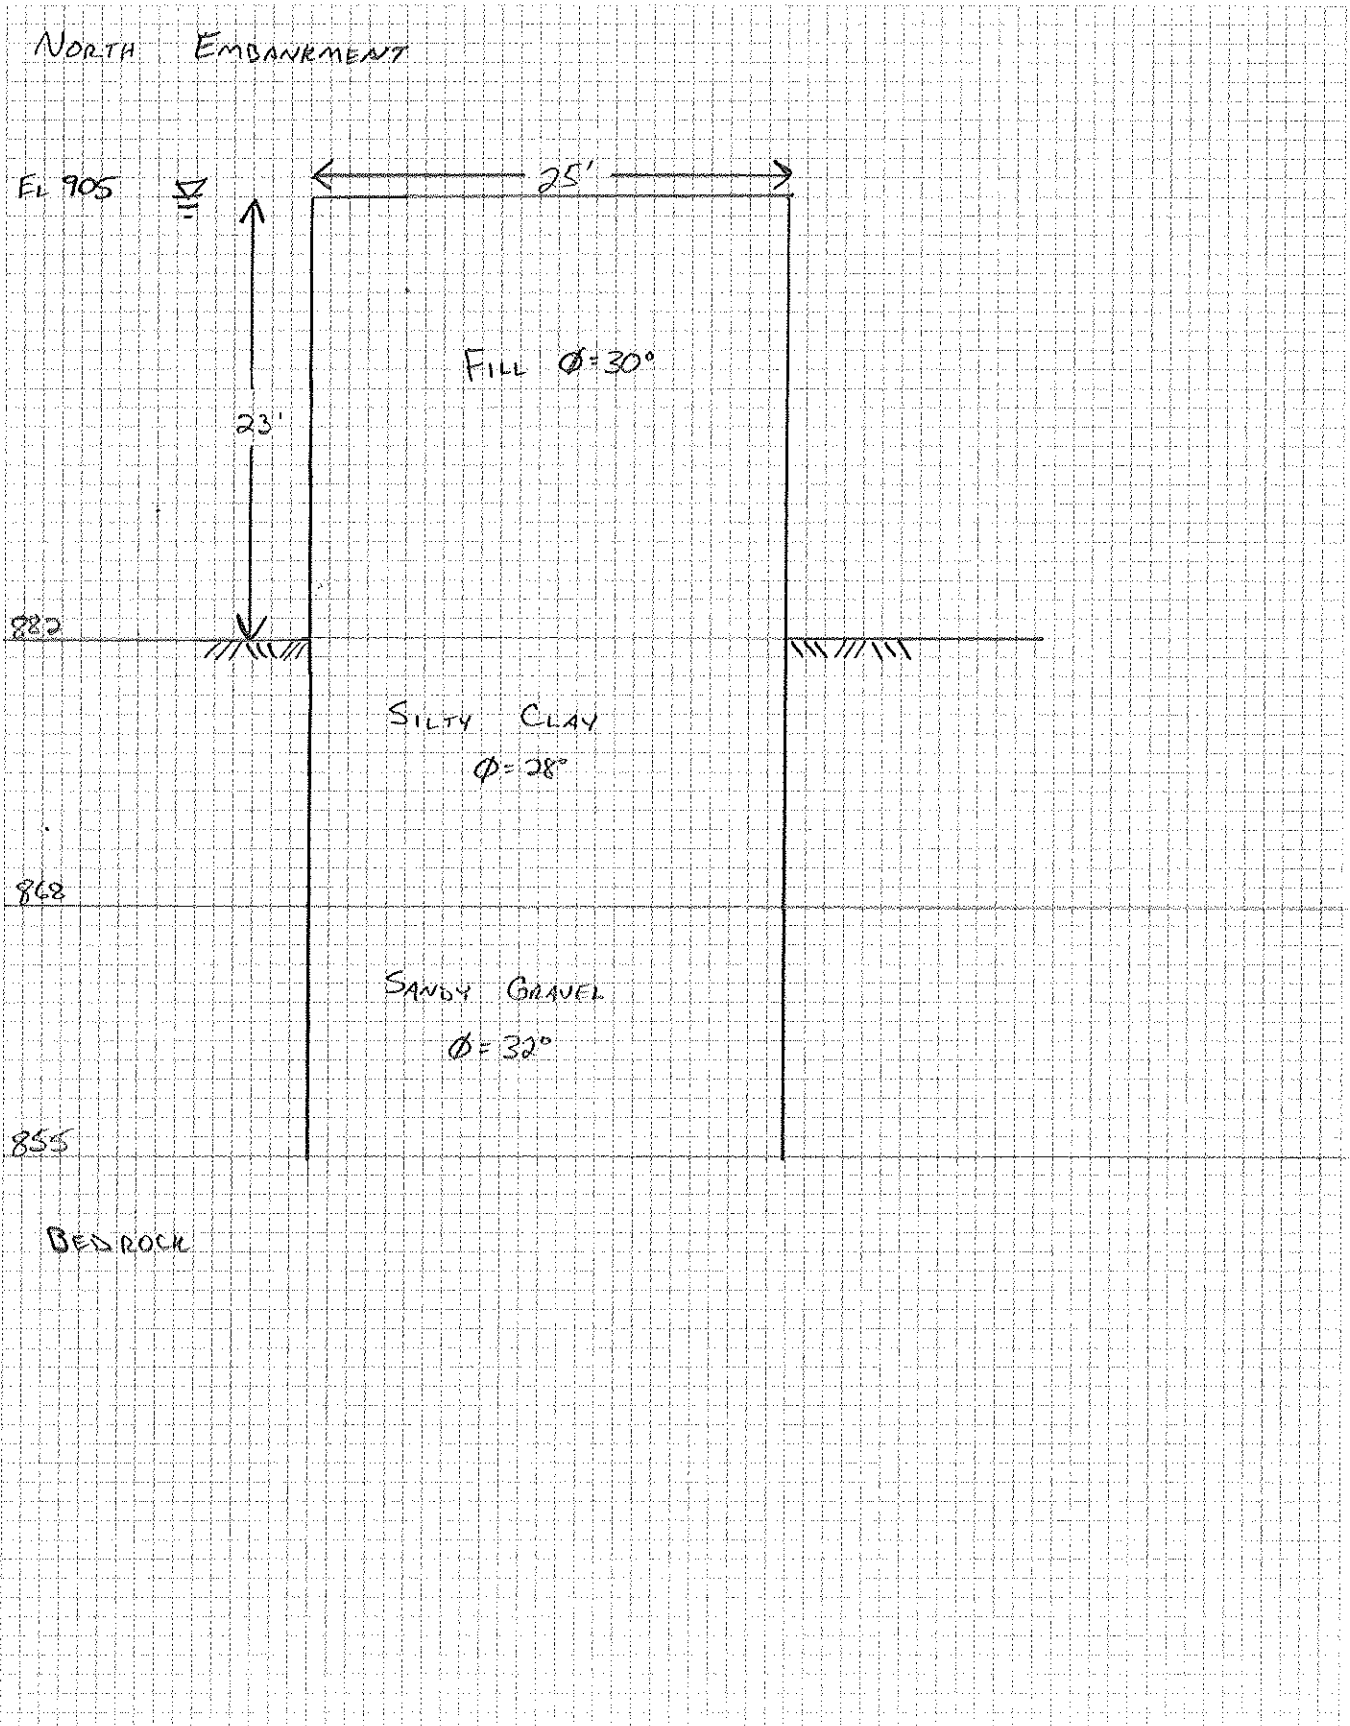 NORTH EMBANKMENT
25'
EL 905
FILL Ø=30°
23'
882
SILTY CLAY
Ø=28°
868
SANDY GRAVEL
Ø=32°
855
BEDROCK